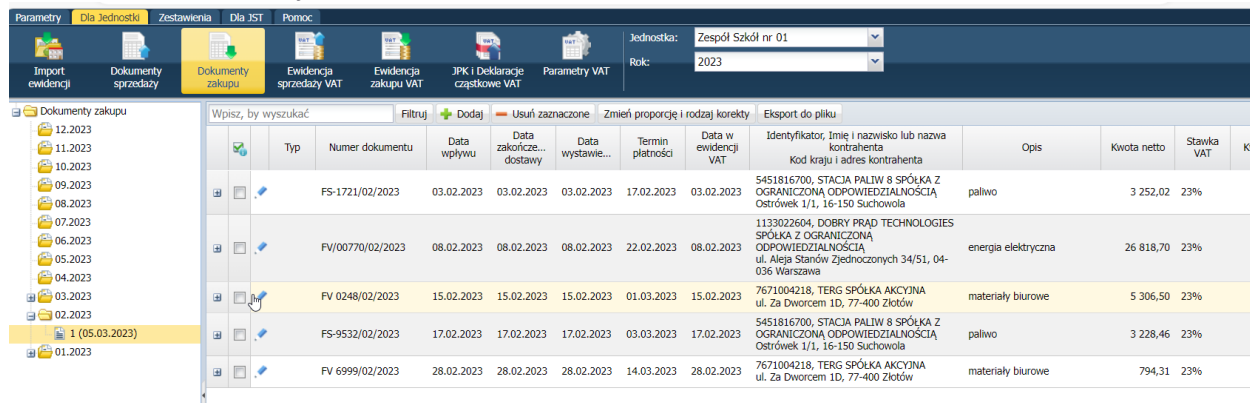 Parametry Dla Jednostki Zestawienia Dla JST Pomoc
Import ewidencji
Dokumenty sprzedaży
Dokumenty zakupu
Ewidencja sprzedaży VAT
Ewidencja zakupu VAT
JPK i Deklaracje cząstkowe VAT
Parametry VAT
Jednostka: Zespół Szkół nr 01
Rok: 2023
Dokumenty zakupu
12.2023
11.2023
10.2023
09.2023
08.2023
07.2023
06.2023
05.2023
04.2023
03.2023
02.2023
1 (05.03.2023)
01.2023
Wpisz, by wyszukać Filtruj Dodaj Usuń zaznaczone Zmień proporcję i rodzaj korekty Eksport do pliku
Typ
Numer dokumentu
Data wpływu
Data zakończe... dostawy
Data wystawie...
Termin płatności
Data w ewidencji VAT
Identyfikator, Imię i nazwisko lub nazwa kontrahenta
Kod kraju i adres kontrahenta
Opis
Kwota netto
Stawka VAT
FS-1721/02/2023 03.02.2023 03.02.2023 03.02.2023 17.02.2023 03.02.2023
5451816700, STACJA PALIW 8 SPÓŁKA Z
OGRANICZONĄ ODPOWIEDZIALNOŚCIĄ
Ostrówek 1/1, 16-150 Suchowola
paliwo 3 252,02 23%
FV/00770/02/2023 08.02.2023 08.02.2023 08.02.2023 22.02.2023 08.02.2023
1133022604, DOBRY PRĄD TECHNOLOGIES
SPÓŁKA Z OGRANICZONĄ
ODPOWIEDZIALNOŚCIĄ
ul. Aleja Stanów Zjednoczonych 34/51, 04-
036 Warszawa
energia elektryczna 26 818,70 23%
FV 0248/02/2023 15.02.2023 15.02.2023 15.02.2023 01.03.2023 15.02.2023
7671004218, TERG SPÓŁKA AKCYJNA
ul. Za Dworcem 1D, 77-400 Złotów
materiały biurowe 5 306,50 23%
FS-9532/02/2023 17.02.2023 17.02.2023 17.02.2023 03.03.2023 17.02.2023
5451816700, STACJA PALIW 8 SPÓŁKA Z
OGRANICZONĄ ODPOWIEDZIALNOŚCIĄ
Ostrówek 1/1, 16-150 Suchowola
paliwo 3 228,46 23%
FV 6999/02/2023 28.02.2023 28.02.2023 28.02.2023 14.03.2023 28.02.2023
7671004218, TERG SPÓŁKA AKCYJNA
ul. Za Dworcem 1D, 77-400 Złotów
materiały biurowe 794,31 23%